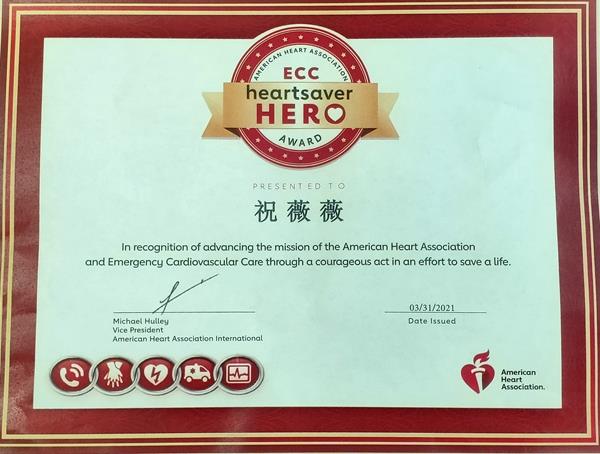 AMERICAN HEART ASSOCIATION
ECC
heartsaver
HERO
AWARD
PRESENTED TO
祝薇薇
In recognition of advancing the mission of the American Heart Association
and Emergency Cardiovascular Care through a courageous act in an effort to save a life.
03/31/2021
Michael Hulley
Date Issued
Vice President
American Heart Association International
American
Heart
Association.